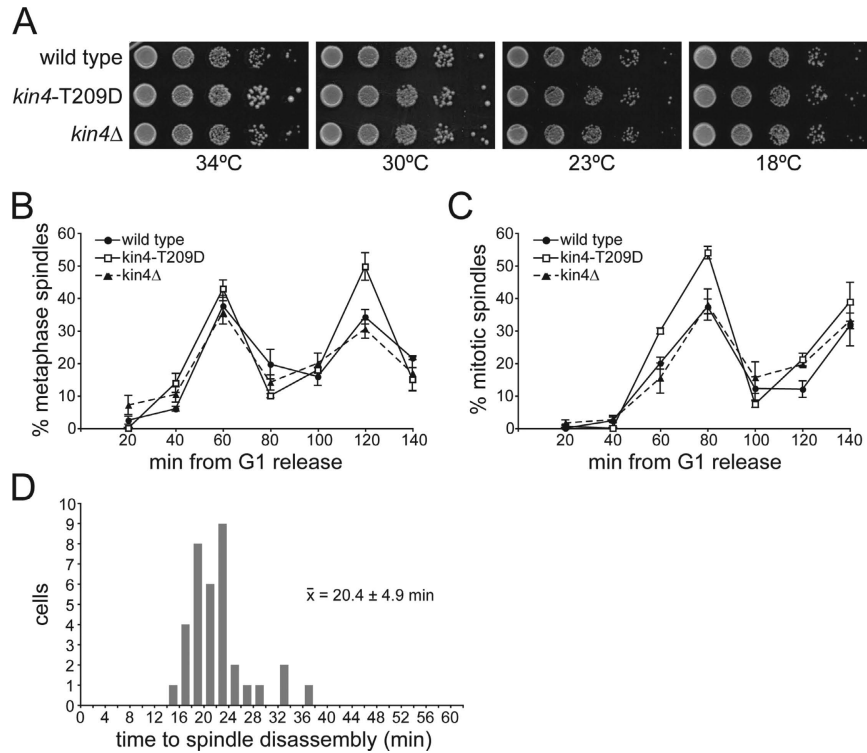 A
wild type
kin4-T209D
kin4Δ
34ºC 30ºC 23ºC 18ºC
B
wild type
kin4-T209D
kin4Δ
% metaphase spindles
60
50
40
30
20
10
0
20 40 60 80 100 120 140
min from G1 release
C
wild type
kin4-T209D
kin4Δ
% mitotic spindles
60
50
40
30
20
10
0
20 40 60 80 100 120 140
min from G1 release
D
cells
10
9
8
7
6
5
4
3
2
1
x̄ = 20.4 ± 4.9 min
0 4 8 12 16 20 24 28 32 36 40 44 48 52 56 60
time to spindle disassembly (min)